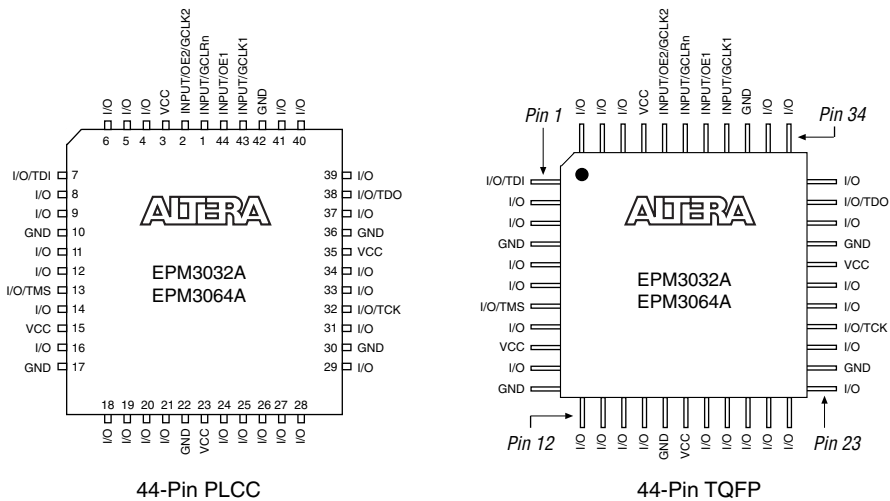 I/O I/O I/O VCC INPUT/OE2/GCLK2 INPUT/GCLRn INPUT/OE1 INPUT/GCLK1 GND I/O I/O
6 5 4 3 2 1 44 43 42 41 40
I/O/TDI 7 39 I/O
I/O 8 38 I/O/TDO
I/O 9 37 I/O
GND 10 36 GND
I/O 11 35 VCC
I/O 12 34 I/O
I/O/TMS 13 33 I/O
I/O 14 32 I/O/TCK
VCC 15 31 I/O
I/O 16 30 GND
GND 17 29 I/O
ALTERA
EPM3032A
EPM3064A
18 19 20 21 22 23 24 25 26 27 28
I/O I/O I/O I/O GND VCC I/O I/O I/O I/O I/O
44-Pin PLCC
I/O I/O I/O VCC INPUT/OE2/GCLK2 INPUT/GCLRn INPUT/OE1 INPUT/GCLK1 GND I/O I/O
Pin 1 Pin 34
I/O/TDI I/O
I/O I/O/TDO
I/O I/O
GND GND
I/O VCC
I/O I/O
I/O/TMS I/O
I/O I/O/TCK
VCC I/O
I/O GND
GND I/O
ALTERA
EPM3032A
EPM3064A
Pin 12 Pin 23
I/O I/O I/O I/O GND VCC I/O I/O I/O I/O I/O
44-Pin TQFP